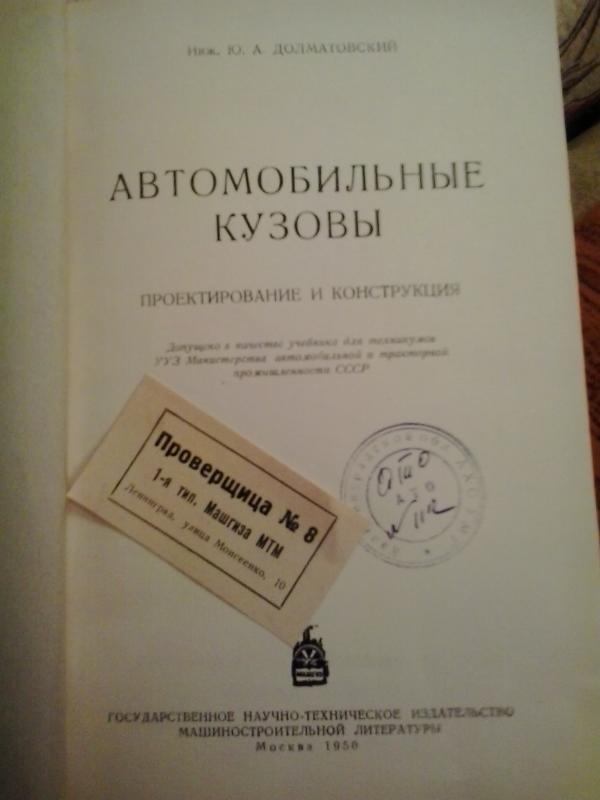 Инж. Ю. А. ДОЛМАТОВСКИЙ
АВТОМОБИЛЬНЫЕ
КУЗОВЫ
ПРОЕКТИРОВАНИЕ И КОНСТРУКЦИЯ
Допущено в качестве учебника для техникумов
УУЗ Министерства автомобильной и тракторной
промышленности СССР
Проверщица № 8
1-я тип. Машгиза МТМ
Ленинград, улица Моисеенко, 10
ГОСУДАРСТВЕННОЕ НАУЧНО-ТЕХНИЧЕСКОЕ ИЗДАТЕЛЬСТВО
МАШИНОСТРОИТЕЛЬНОЙ ЛИТЕРАТУРЫ
Москва 1950